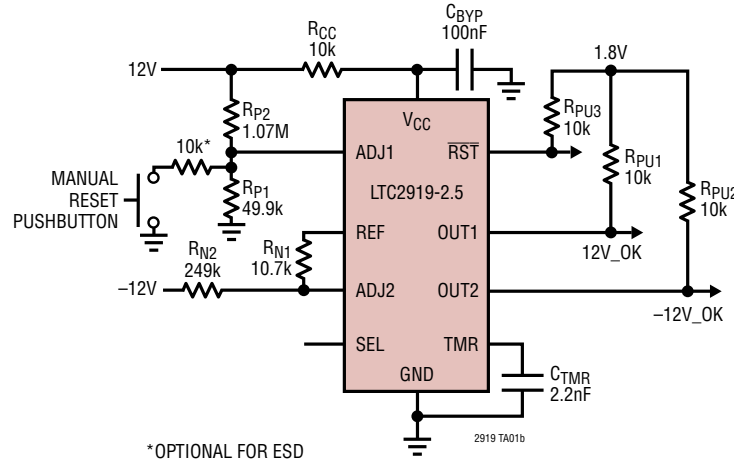 CBYP
100nF
RCC
10k
12V
1.8V
RP2
1.07M
VCC
RPU3
10k
10k*
ADJ1
RST
RPU1
10k
RPU2
10k
MANUAL
RESET
PUSHBUTTON
RP1
49.9k
LTC2919-2.5
REF
OUT1
12V_OK
RN2
249k
RN1
10.7k
–12V
ADJ2
OUT2
–12V_OK
SEL
TMR
GND
CTMR
2.2nF
*OPTIONAL FOR ESD
2919 TA01b